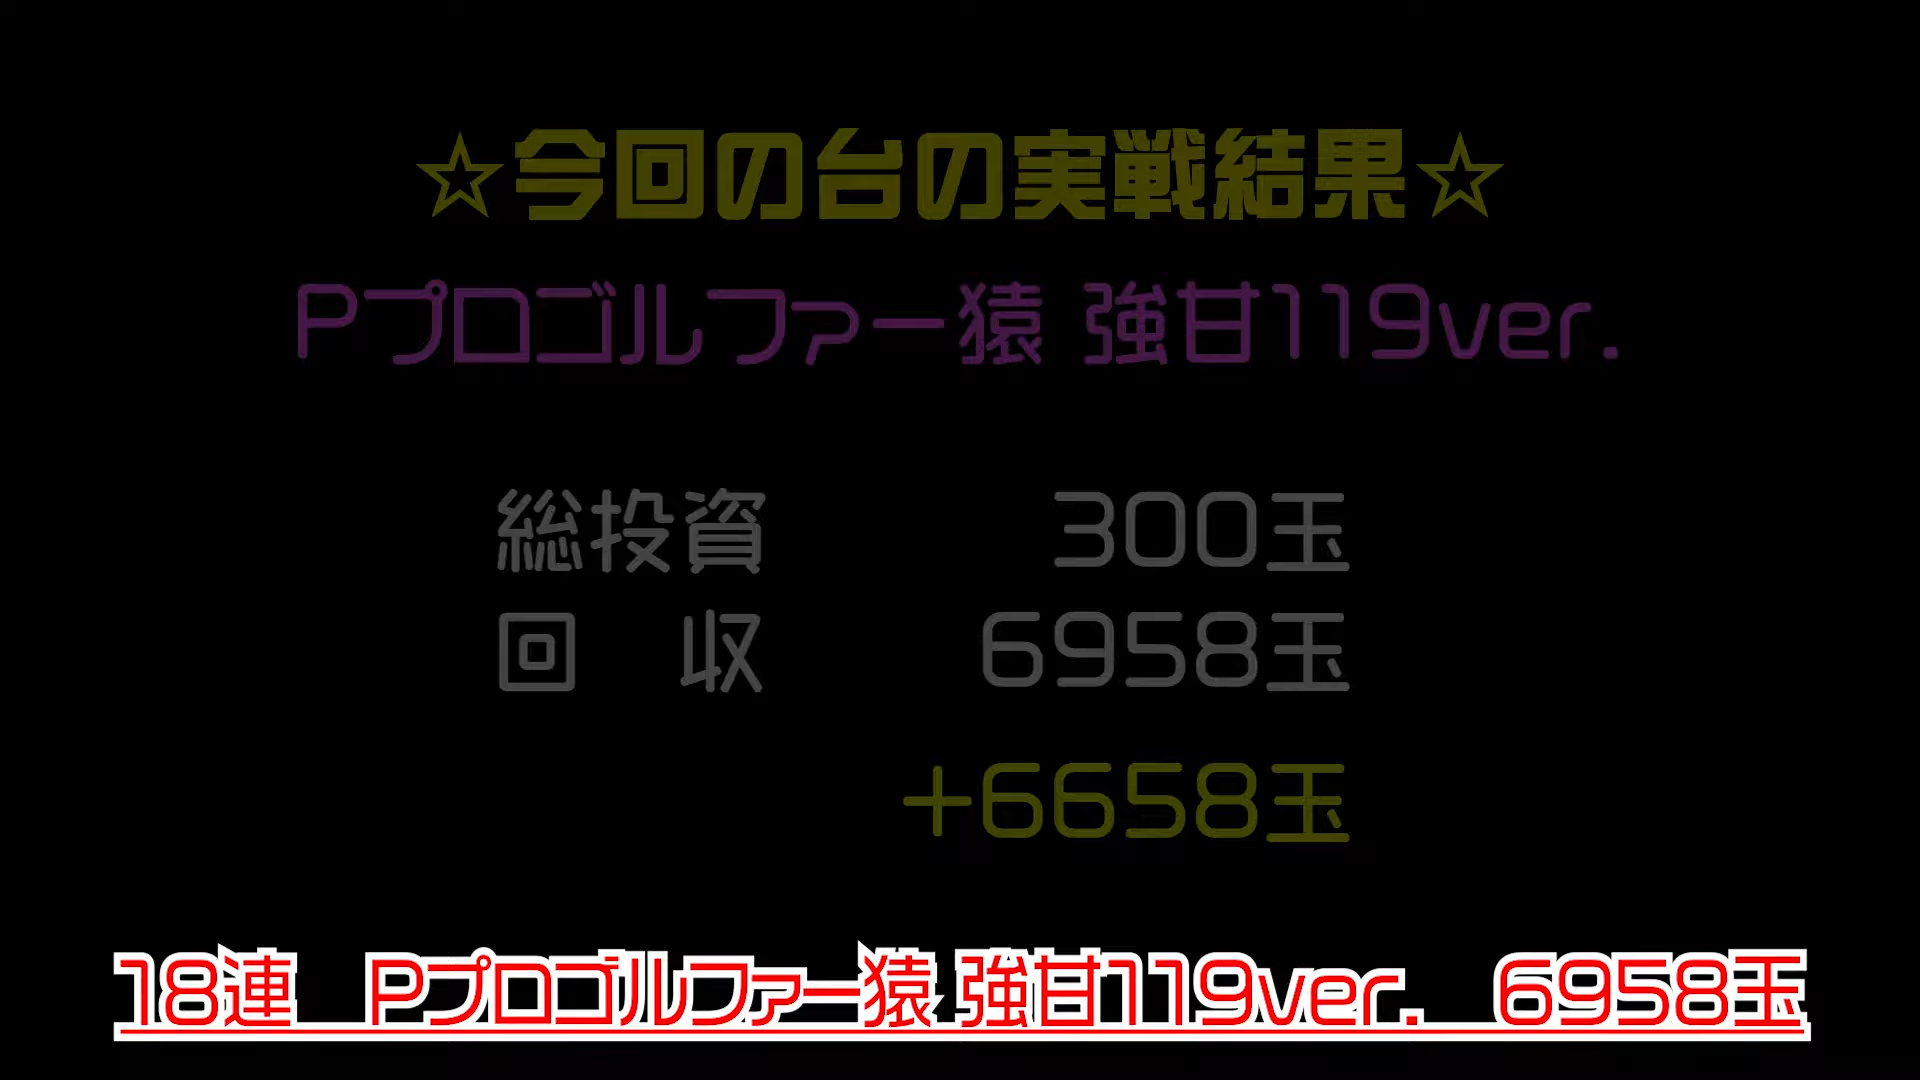 ☆今回の台の実戦結果☆
Pプロゴルファー猿 強甘119ver.
総投資 300玉
回 収 6958玉
+6658玉
18連 Pプロゴルファー猿 強甘119ver. 6958玉